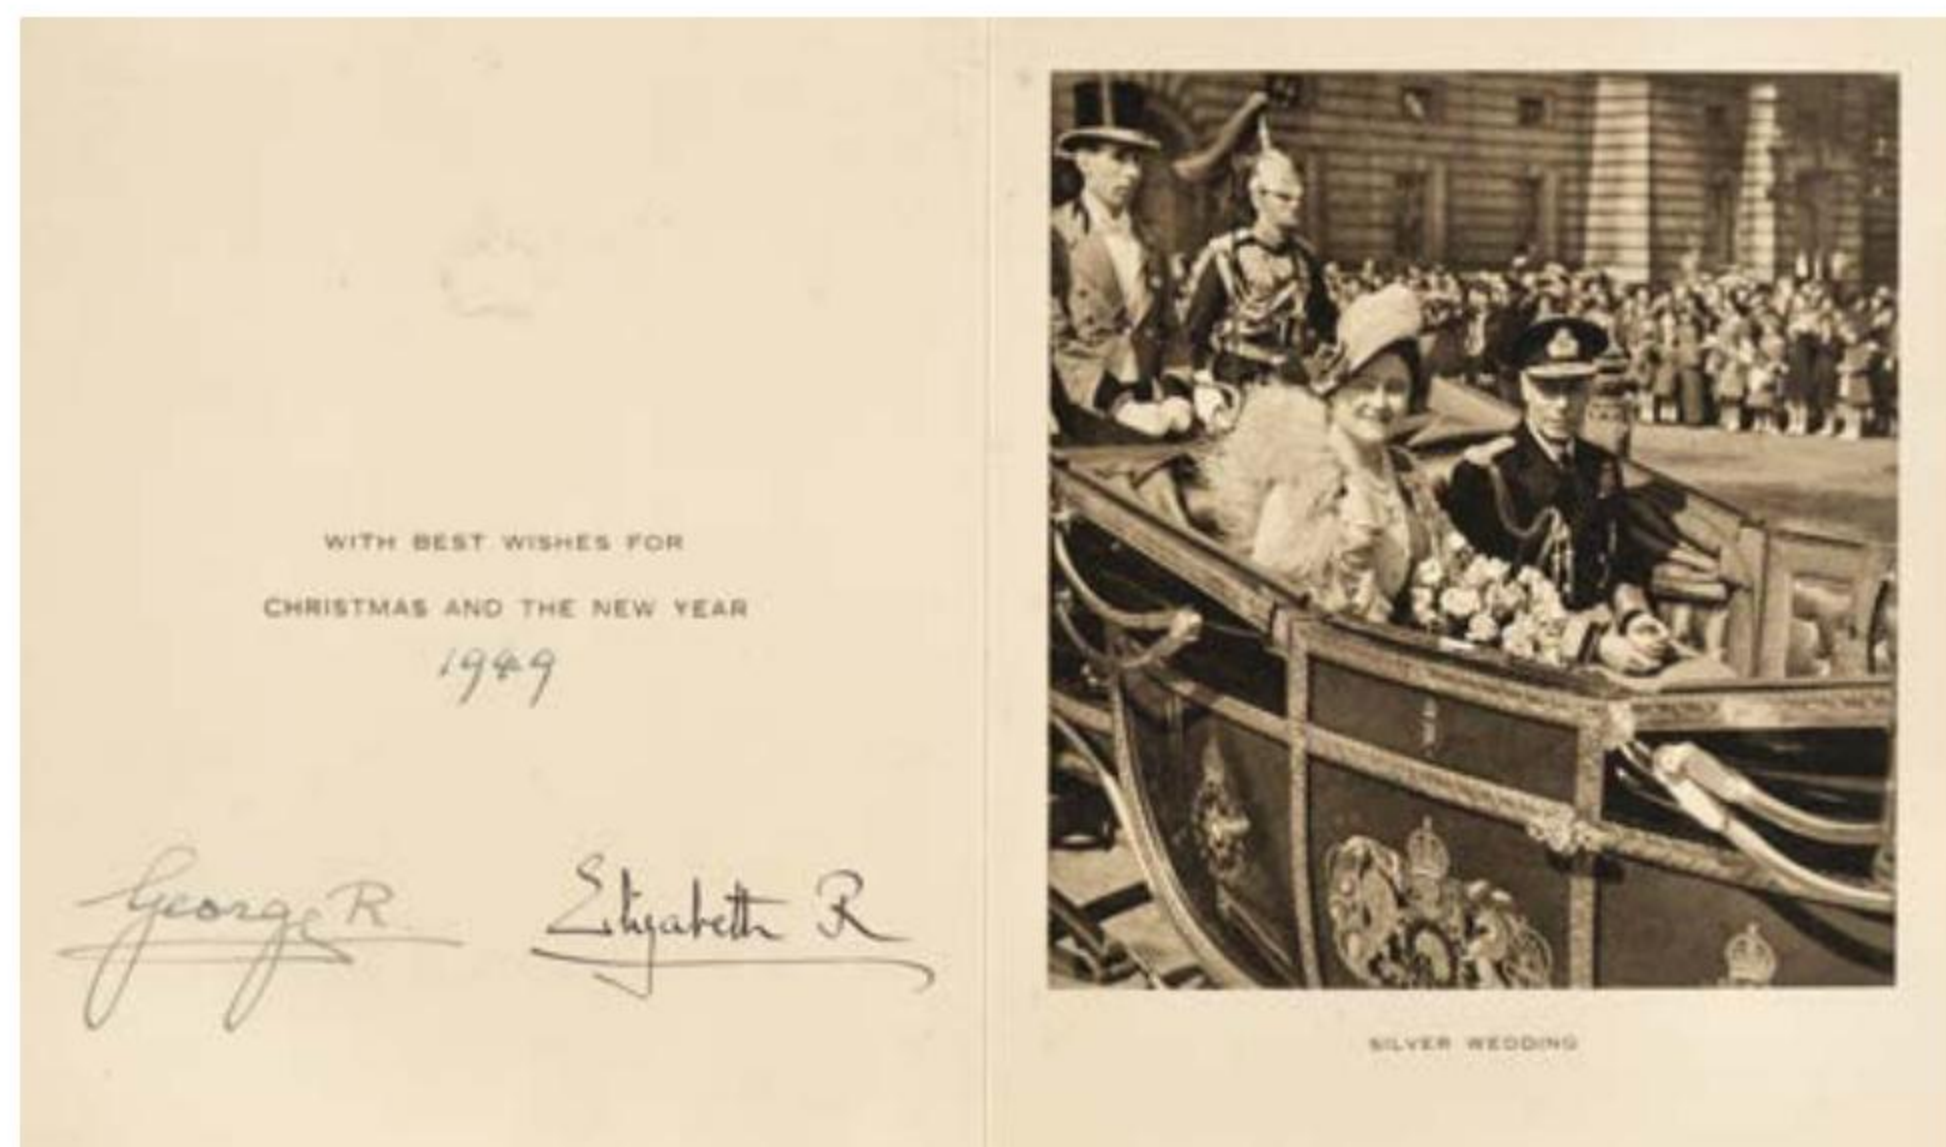 WITH BEST WISHES FOR
CHRISTMAS AND THE NEW YEAR
1949
George R.
Elizabeth R
SILVER WEDDING